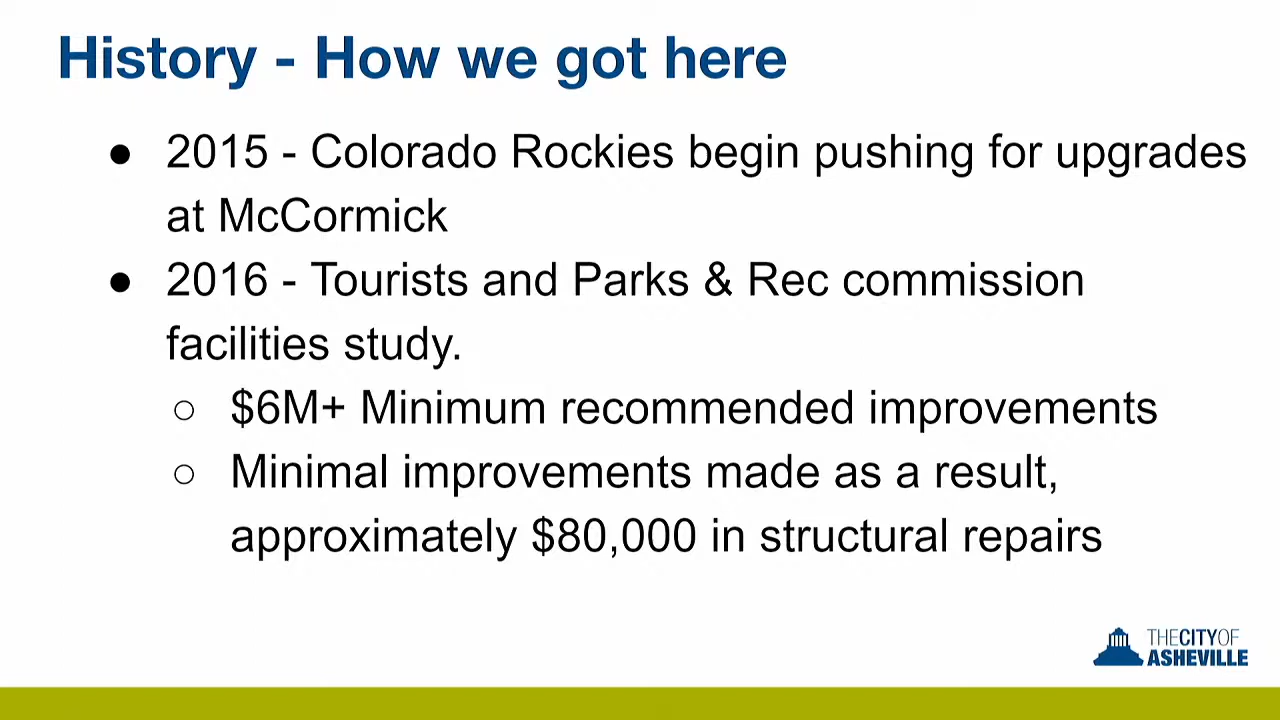 History - How we got here
● 2015 - Colorado Rockies begin pushing for upgrades
at McCormick
● 2016 - Tourists and Parks & Rec commission
facilities study.
○ $6M+ Minimum recommended improvements
○ Minimal improvements made as a result,
approximately $80,000 in structural repairs
THE CITY OF
ASHEVILLE